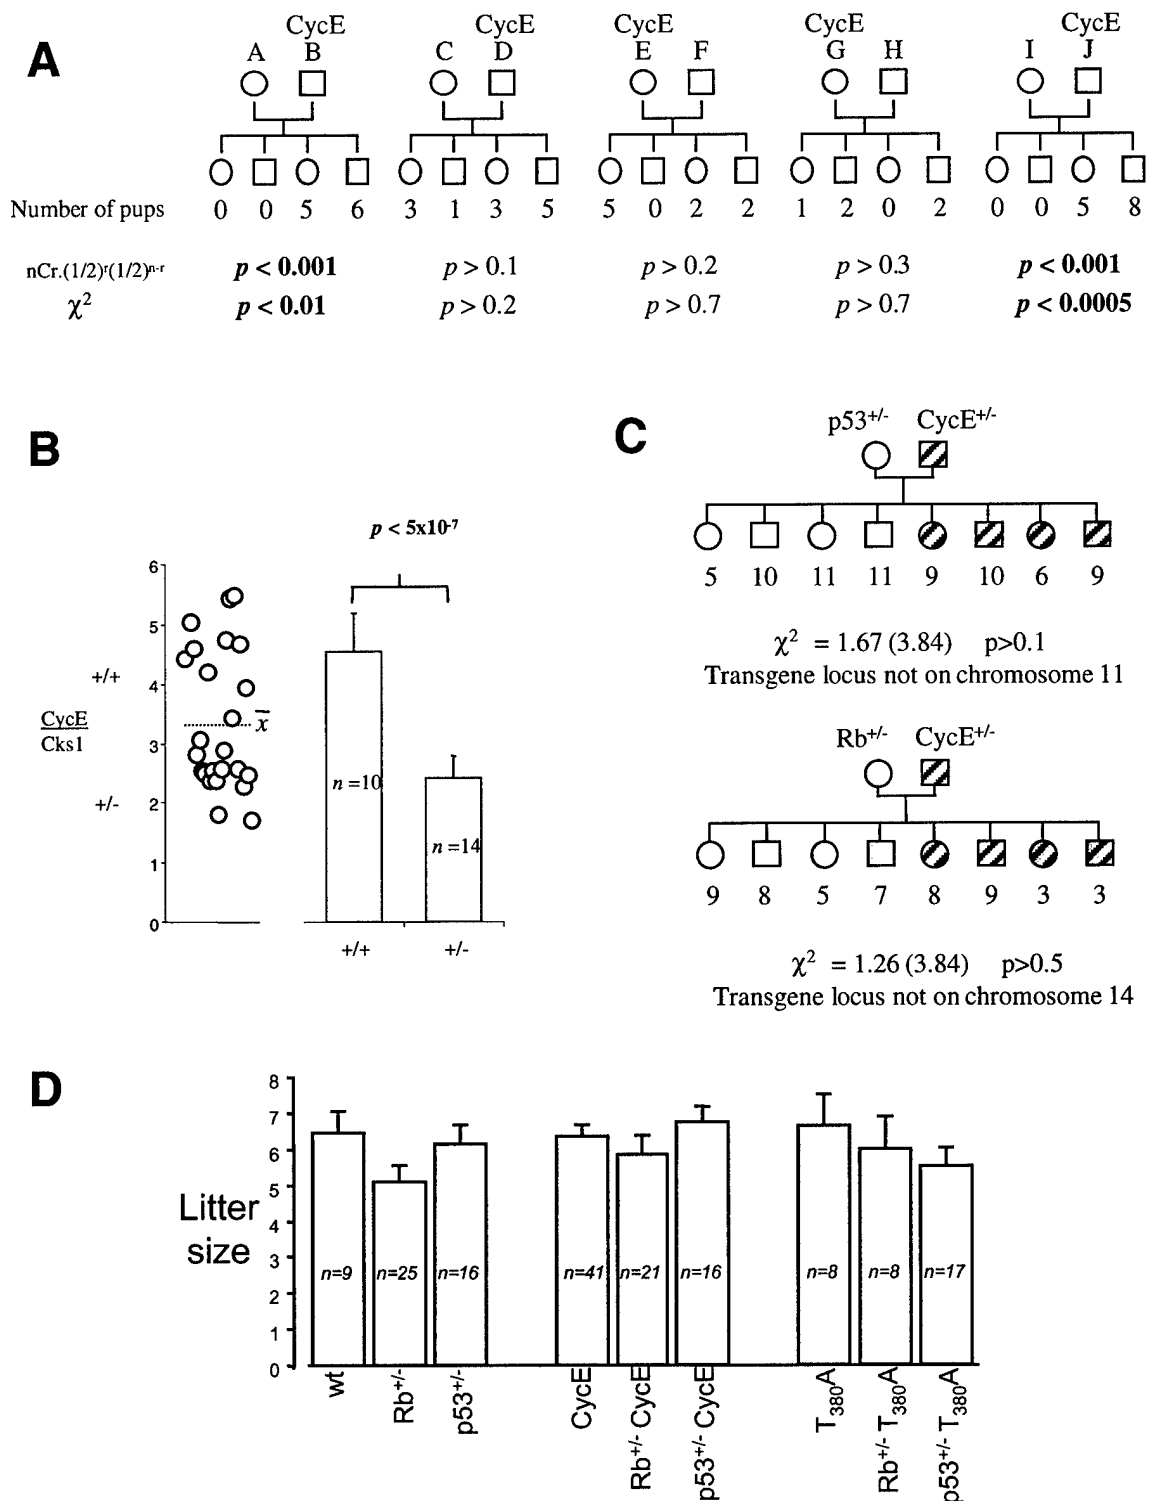 A
CycE CycE CycE CycE CycE
A B C D E F G H I J
Number of pups 0 0 5 6 3 1 3 5 5 0 2 2 1 2 0 2 0 0 5 8
nCr.(1/2)ʳ(1/2)ⁿ⁻ʳ p < 0.001 p > 0.1 p > 0.2 p > 0.3 p < 0.001
χ² p < 0.01 p > 0.2 p > 0.7 p > 0.7 p < 0.0005
B
p < 5x10⁻⁷
6
5
4
3
2
1
0
+/+
+/-
CycE
Cks1
x̅
n =10
n =14
+/+ +/-
C
p53⁺/⁻ CycE⁺/⁻
5 10 11 11 9 10 6 9
χ² = 1.67 (3.84) p>0.1
Transgene locus not on chromosome 11
Rb⁺/⁻ CycE⁺/⁻
9 8 5 7 8 9 3 3
χ² = 1.26 (3.84) p>0.5
Transgene locus not on chromosome 14
D
Litter
size
8
7
6
5
4
3
2
1
0
n=9 n=25 n=16 n=41 n=21 n=16 n=8 n=8 n=17
wt
Rb⁺/⁻
p53⁺/⁻
CycE
Rb⁺/⁻ CycE
p53⁺/⁻ CycE
T₃₈₀A
Rb⁺/⁻ T₃₈₀A
p53⁺/⁻ T₃₈₀A